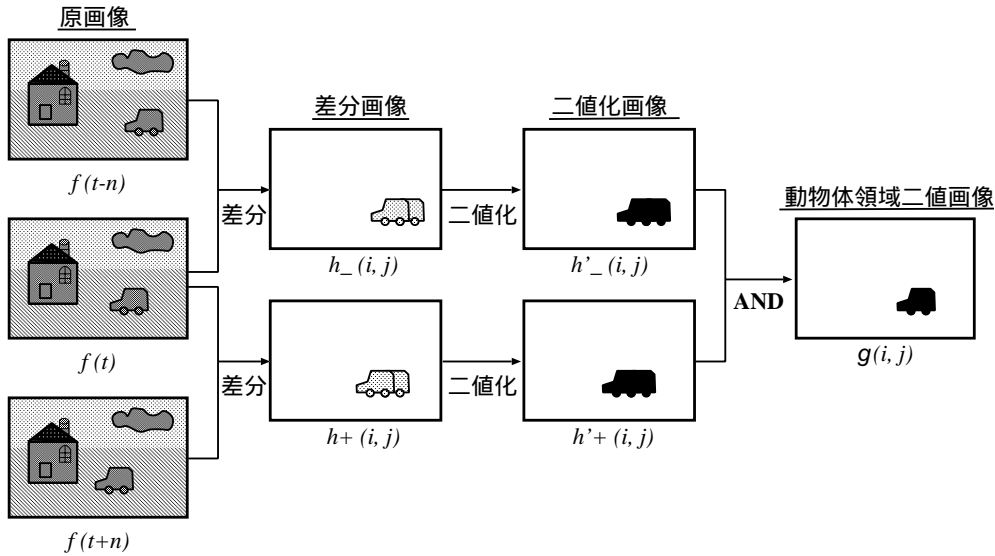 原画像
f(t-n)
f(t)
f(t+n)
差分
差分
差分画像
h_(i, j)
h+(i, j)
二値化
二値化
二値化画像
h’_(i, j)
h’+(i, j)
AND
動物体領域二値画像
g(i, j)